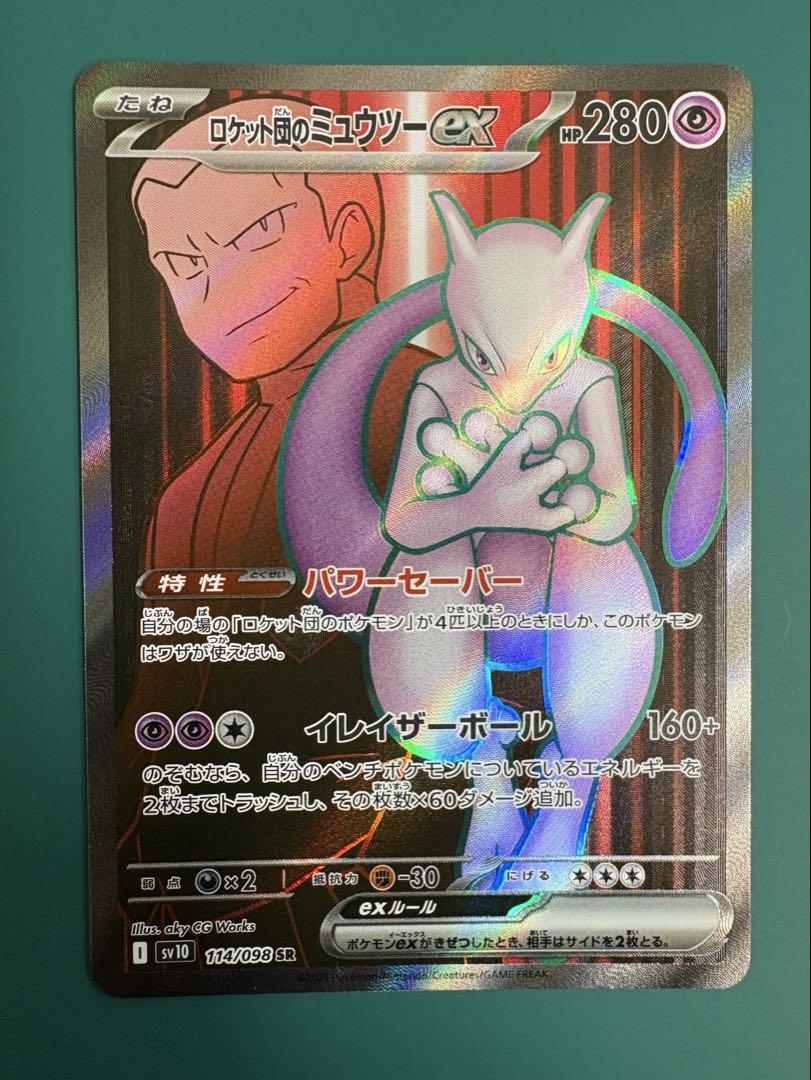 たね ロケット団のミュウツーex HP280
特性 パワーセーバー
自分の場の「ロケット団のポケモン」が4匹以上のときにしか、このポケモン
はワザが使えない。
イレイザーボール 160+
のぞむなら、自分のベンチポケモンについているエネルギーを
2枚までトラッシュし、その枚数×60ダメージ追加。
弱点 ×2 抵抗力 -30 にげる
exルール
ポケモンexがきぜつしたとき、相手はサイドを2枚とる。
Illus. aky CG Works
I sv10 114/098 SR
©2025 Pokémon/Nintendo/Creatures/GAME FREAK.